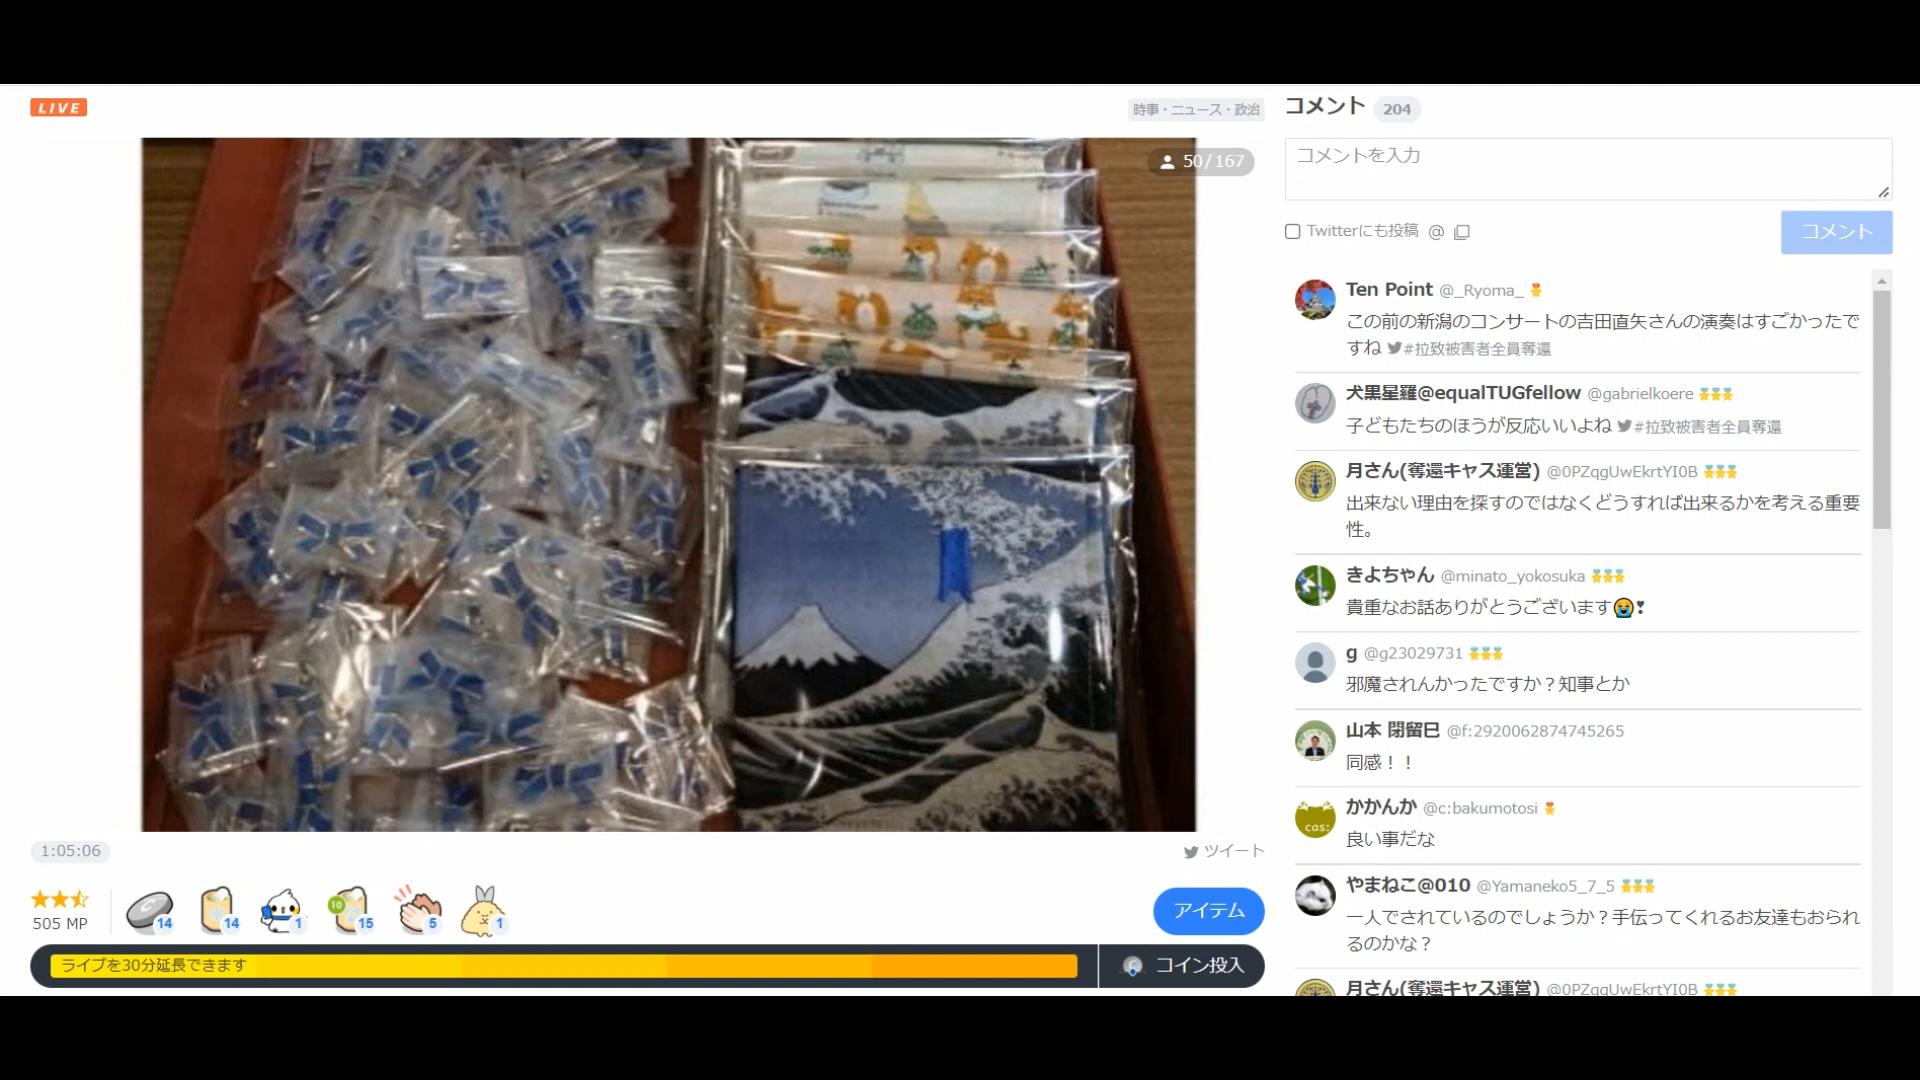 LIVE
時事・ニュース・政治
50/167
1:05:06
ツイート
505 MP
14
14
1
10
15
5
1
アイテム
ライブを30分延長できます
コイン投入
コメント 204
コメントを入力
Twitterにも投稿 @
コメント
Ten Point @_Ryoma_
この前の新潟のコンサートの吉田直矢さんの演奏はすごかったで
すね #拉致被害者全員奪還
犬黒星羅@equalTUGfellow @gabrielkoere
子どもたちのほうが反応いいよね #拉致被害者全員奪還
月さん(奪還キャス運営) @0PZqgUwEkrtYI0B
出来ない理由を探すのではなくどうすれば出来るかを考える重要
性。
きよちゃん @minato_yokosuka
貴重なお話ありがとうございます😭❣
g @g23029731
邪魔されんかったですか？知事とか
山本 閉留巳 @f:2920062874745265
同感！！
cas:
かかんか @c:bakumotosi
良い事だな
やまねこ@010 @Yamaneko5_7_5
一人でされているのでしょうか？手伝ってくれるお友達もおられ
るのかな？
月さん(奪還キャス運営) @0PZqgUwEkrtYI0B